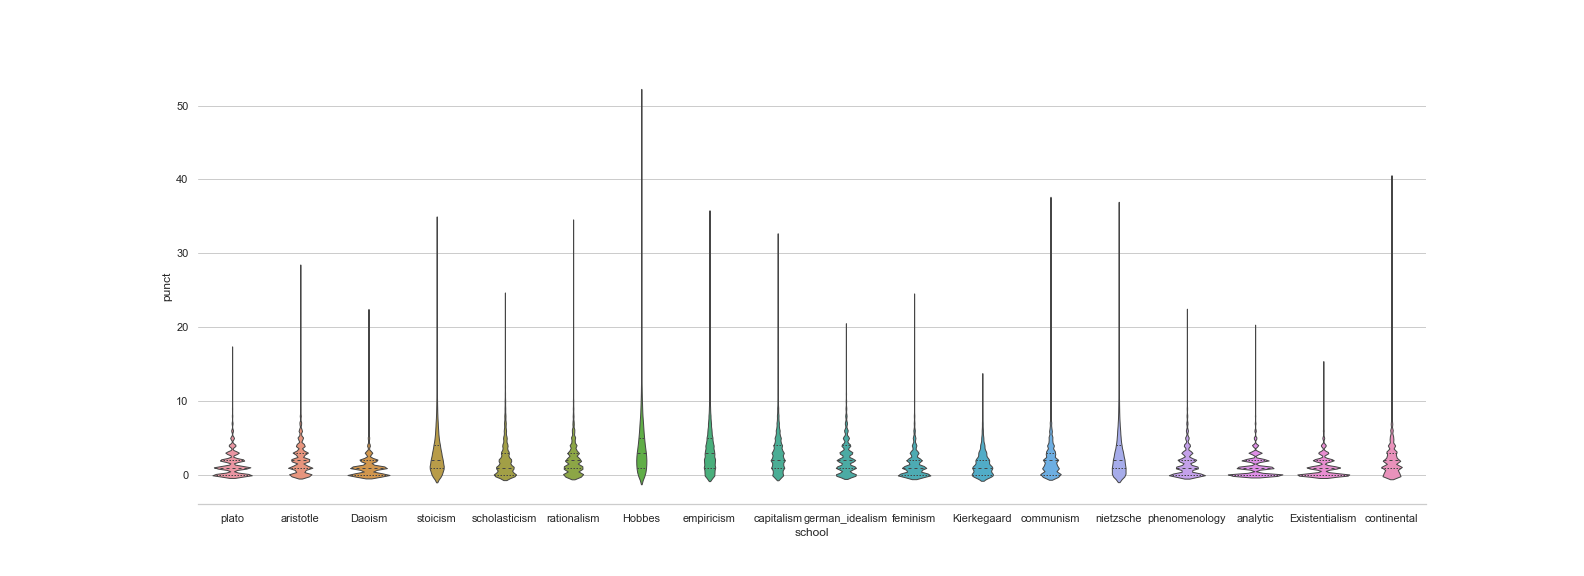 50
40
30
20
10
0
punct
plato aristotle Daoism stoicism scholasticism rationalism Hobbes empiricism capitalism german_idealism feminism Kierkegaard communism nietzsche phenomenology analytic Existentialism continental
school